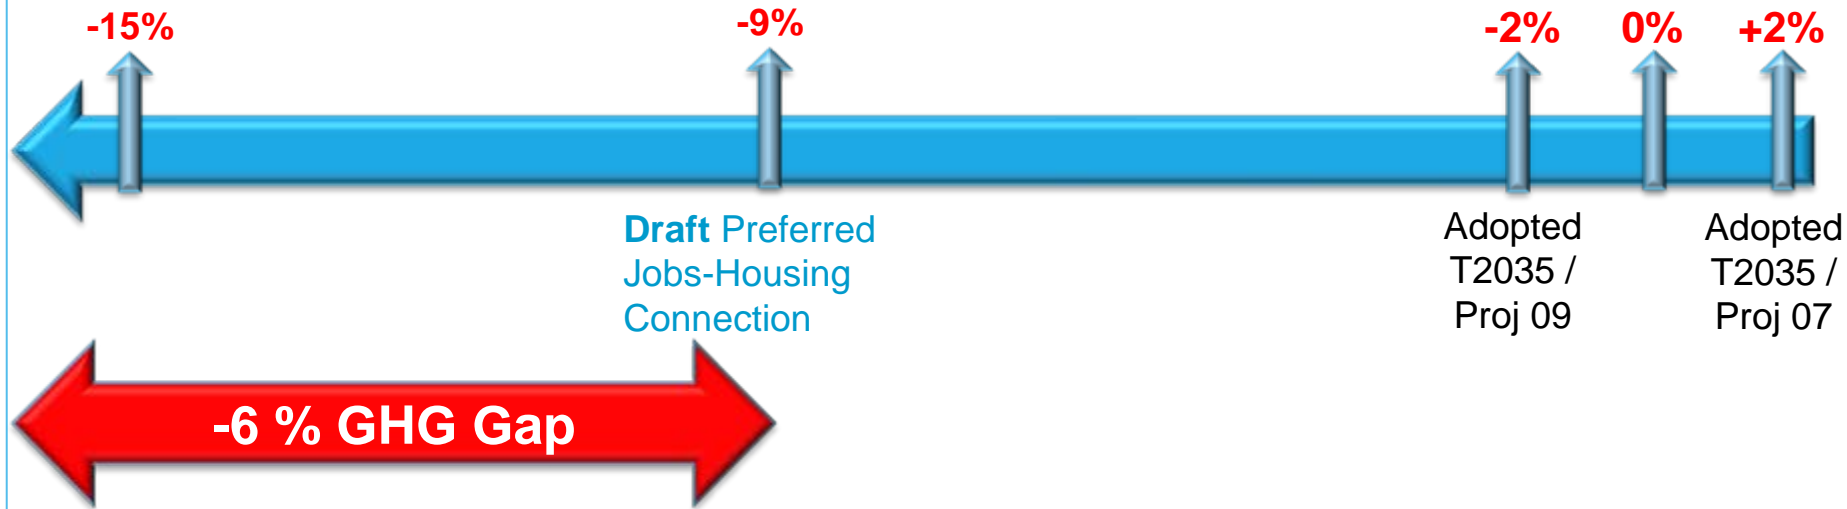 -15%
-9%
-2%
0%
+2%
Draft Preferred
Jobs-Housing
Connection
Adopted
T2035 /
Proj 09
Adopted
T2035 /
Proj 07
-6 % GHG Gap